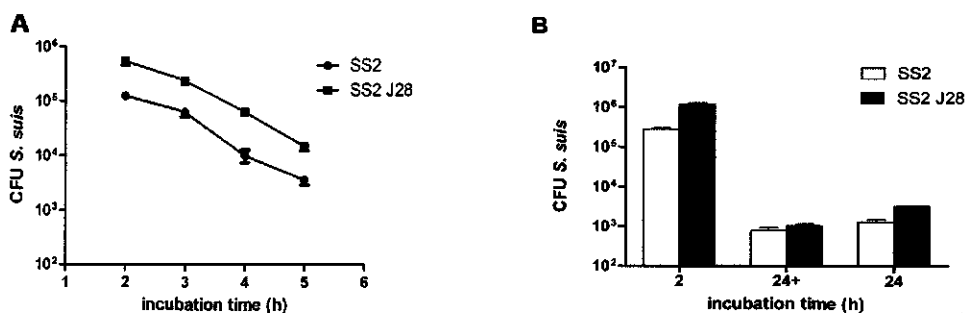 A
CFU S. suis
10⁶
10⁵
10⁴
10³
10²
1 2 3 4 5 6
incubation time (h)
SS2
SS2 J28
B
CFU S. suis
10⁷
10⁶
10⁵
10⁴
10³
10²
2 24+ 24
incubation time (h)
SS2
SS2 J28